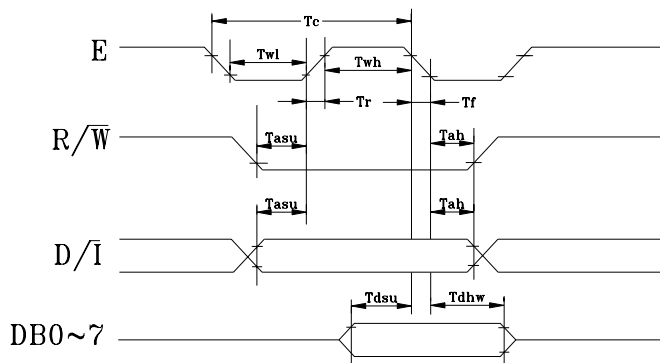 Tc
E
Twl
Twh
Tr
Tf
R/W̅
Tasu
Tah
Tasu
Tah
D/I̅
Tdsu
Tdhw
DB0~7